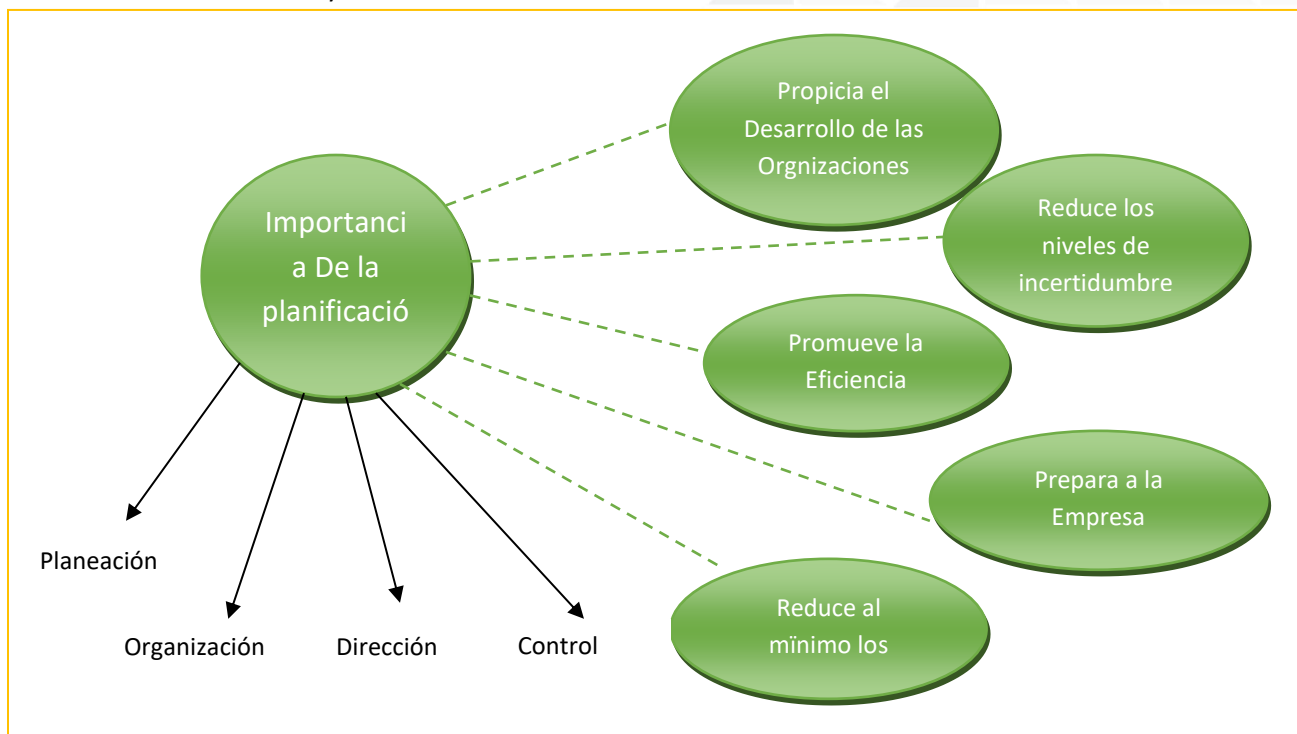 Propicia el
Desarrollo de las
Orgnizaciones
Importanci
a De la
planificació
Reduce los
niveles de
incertidumbre
Promueve la
Eficiencia
Prepara a la
Empresa
Planeación
Reduce al
mïnimo los
Organización
Dirección
Control